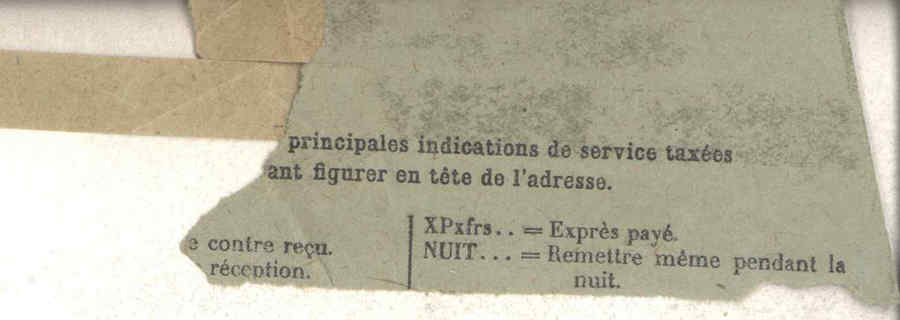 principales indications de service taxées
ant figurer en tête de l'adresse.
e contre reçu.
réception.
XPxfrs.. = Exprès payé.
NUIT... = Remettre même pendant la
nuit.